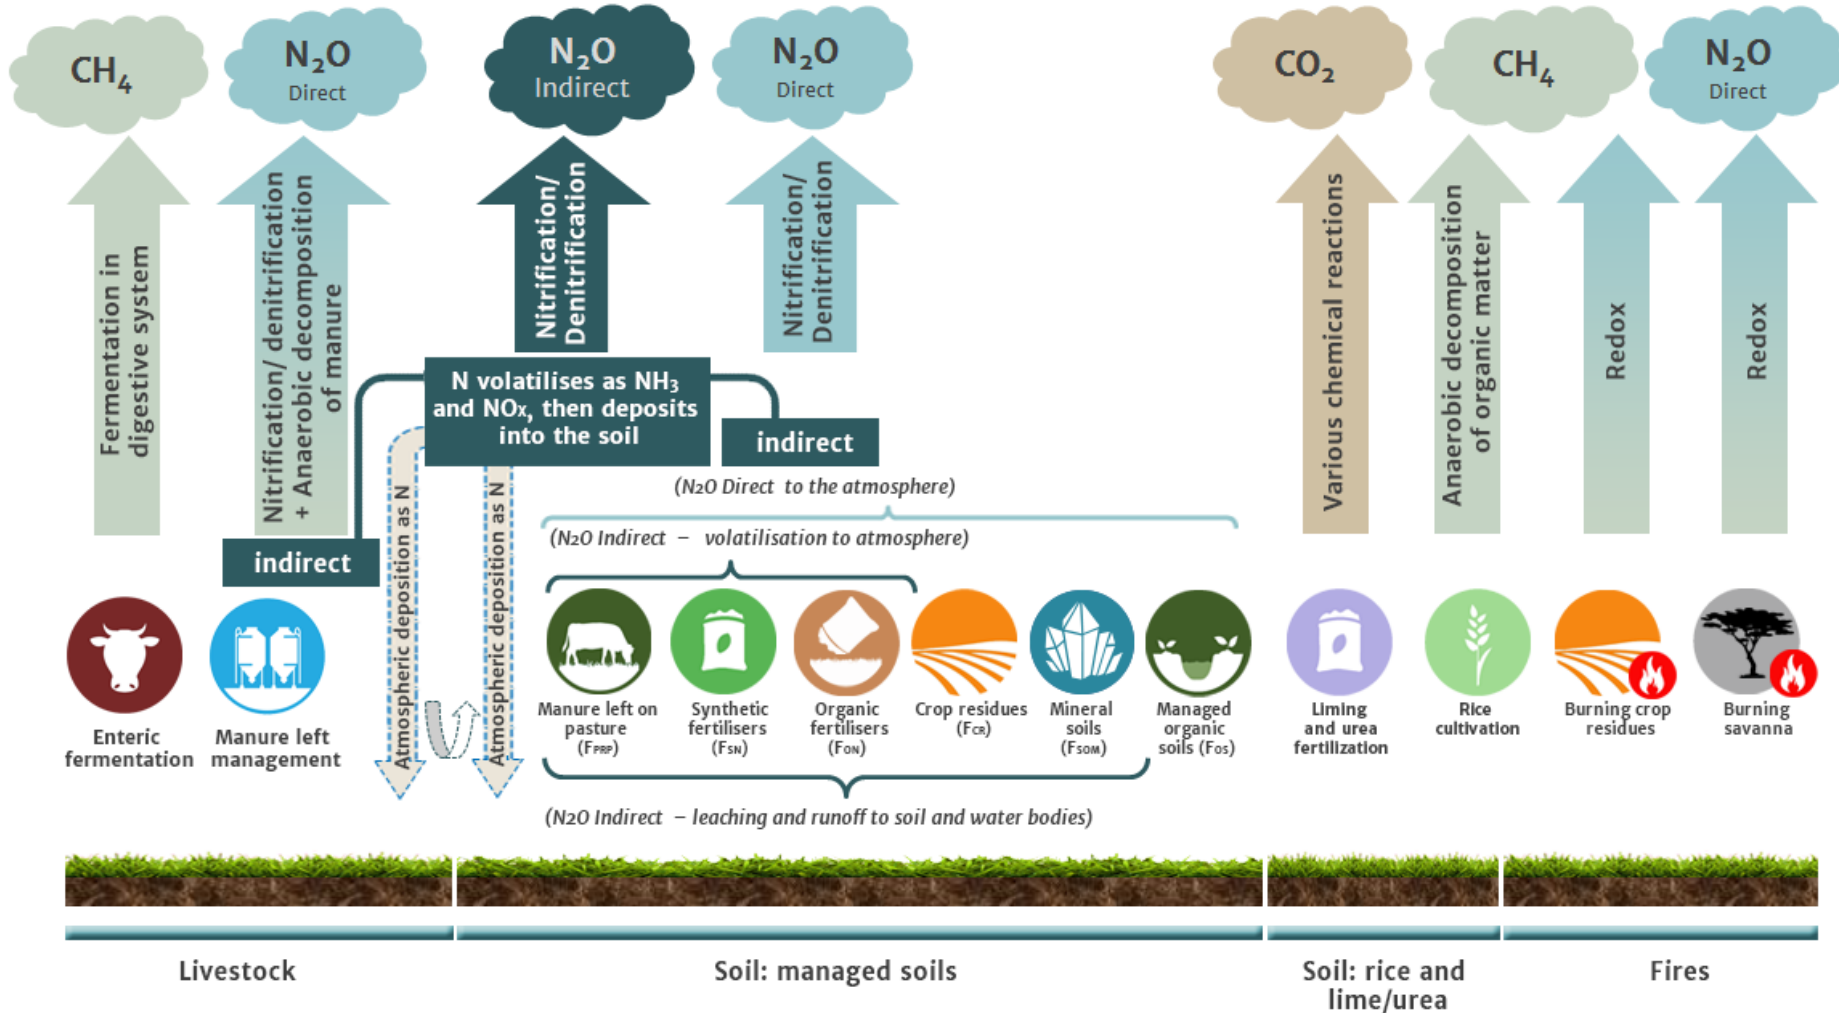 CH4
N2O
Direct
N2O
Indirect
N2O
Direct
CO2
CH4
N2O
Direct
Fermentation in
digestive system
Nitrification/ denitrification
+ Anaerobic decomposition
of manure
Nitrification/
Denitrification
Nitrification/
Denitrification
Various chemical reactions
Anaerobic decomposition
of organic matter
Redox
Redox
N volatilises as NH3
and NOx, then deposits
into the soil
indirect
indirect
Atmospheric deposition as N
Atmospheric deposition as N
(N2O Direct to the atmosphere)
(N2O Indirect – volatilisation to atmosphere)
Enteric
fermentation
Manure left
management
Manure left on
pasture
(FPRP)
Synthetic
fertilisers
(FSN)
Organic
fertilisers
(FON)
Crop residues
(FCR)
Mineral
soils
(FSOM)
Managed
organic
soils (FOS)
Liming
and urea
fertilization
Rice
cultivation
Burning crop
residues
Burning
savanna
(N2O Indirect – leaching and runoff to soil and water bodies)
Livestock
Soil: managed soils
Soil: rice and
lime/urea
Fires